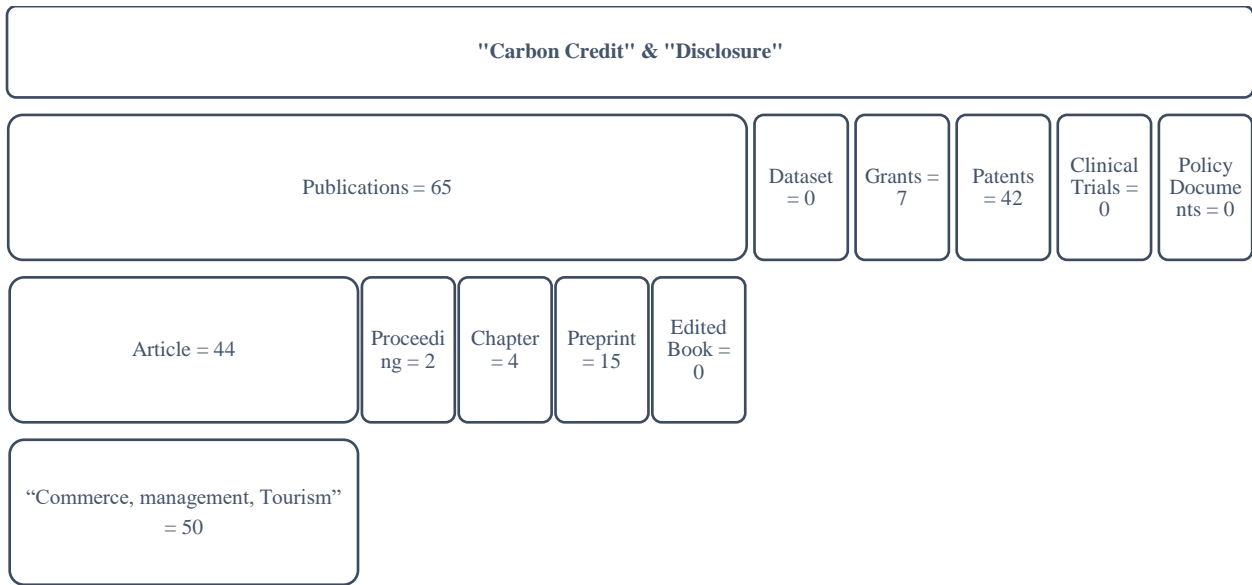 "Carbon Credit" & "Disclosure"
Publications = 65
Dataset
= 0
Grants =
7
Patents
= 42
Clinical
Trials =
0
Policy
Docume
nts = 0
Article = 44
Proceedi
ng = 2
Chapter
= 4
Preprint
= 15
Edited
Book =
0
“Commerce, management, Tourism”
= 50